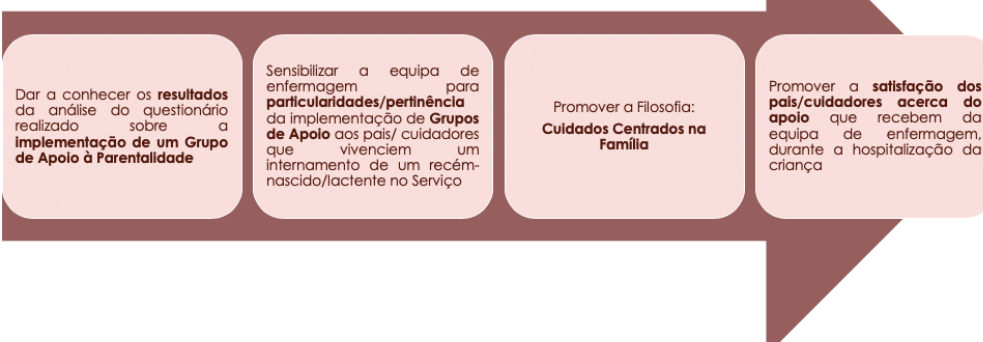 Dar a conhecer os resultados
da análise do questionário
realizado sobre a
implementação de um Grupo
de Apoio à Parentalidade
Sensibilizar a equipa de
enfermagem para
particularidades/pertinência
da implementação de Grupos
de Apoio aos pais/ cuidadores
que vivenciem um
internamento de um recém-
nascido/lactente no Serviço
Promover a Filosofia:
Cuidados Centrados na
Família
Promover a satisfação dos
pais/cuidadores acerca do
apoio que recebem da
equipa de enfermagem,
durante a hospitalização da
criança